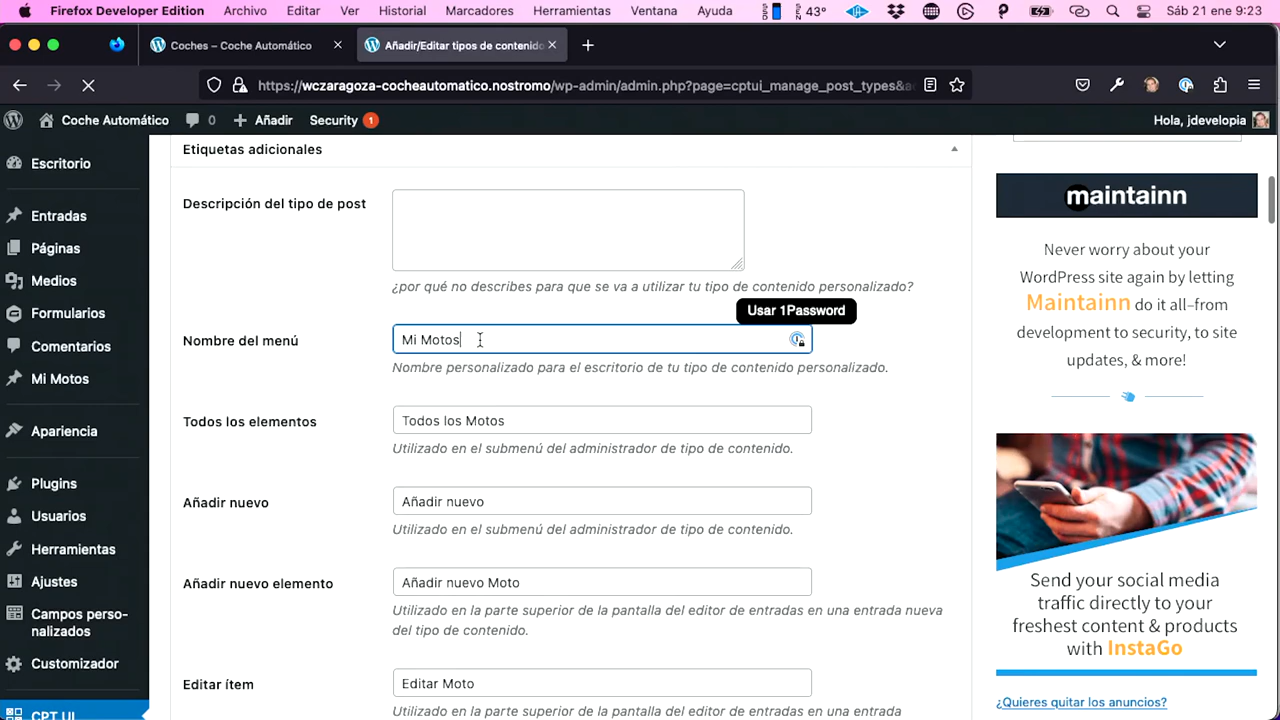 Firefox Developer Edition Archivo Editar Ver Historial Marcadores Herramientas Ventana Ayuda 43° Sáb 21 ene 9:23
Coches – Coche Automático
Añadir/Editar tipos de contenido
https://wczaragoza-cocheautomatico.nostromo/wp-admin/admin.php?page=cptui_manage_post_types&a
Coche Automático 0 Añadir Security 1 Hola, jdevelopia
Escritorio
Entradas
Páginas
Medios
Formularios
Comentarios
Mi Motos
Apariencia
Plugins
Usuarios
Herramientas
Ajustes
Campos perso-
nalizados
Customizador
CPT UI
Etiquetas adicionales
Descripción del tipo de post
¿por qué no describes para que se va a utilizar tu tipo de contenido personalizado?
Usar 1Password
Nombre del menú
Mi Motos
Nombre personalizado para el escritorio de tu tipo de contenido personalizado.
Todos los elementos
Todos los Motos
Utilizado en el submenú del administrador de tipo de contenido.
Añadir nuevo
Añadir nuevo
Utilizado en el submenú del administrador de tipo de contenido.
Añadir nuevo elemento
Añadir nuevo Moto
Utilizado en la parte superior de la pantalla del editor de entradas en una entrada nueva
del tipo de contenido.
Editar ítem
Editar Moto
Utilizado en la parte superior de la pantalla del editor de entradas en una entrada
maintainn
Never worry about your
WordPress site again by letting
Maintainn do it all–from
development to security, to site
updates, & more!
Send your social media
traffic directly to your
freshest content & products
with InstaGo
¿Quieres quitar los anuncios?